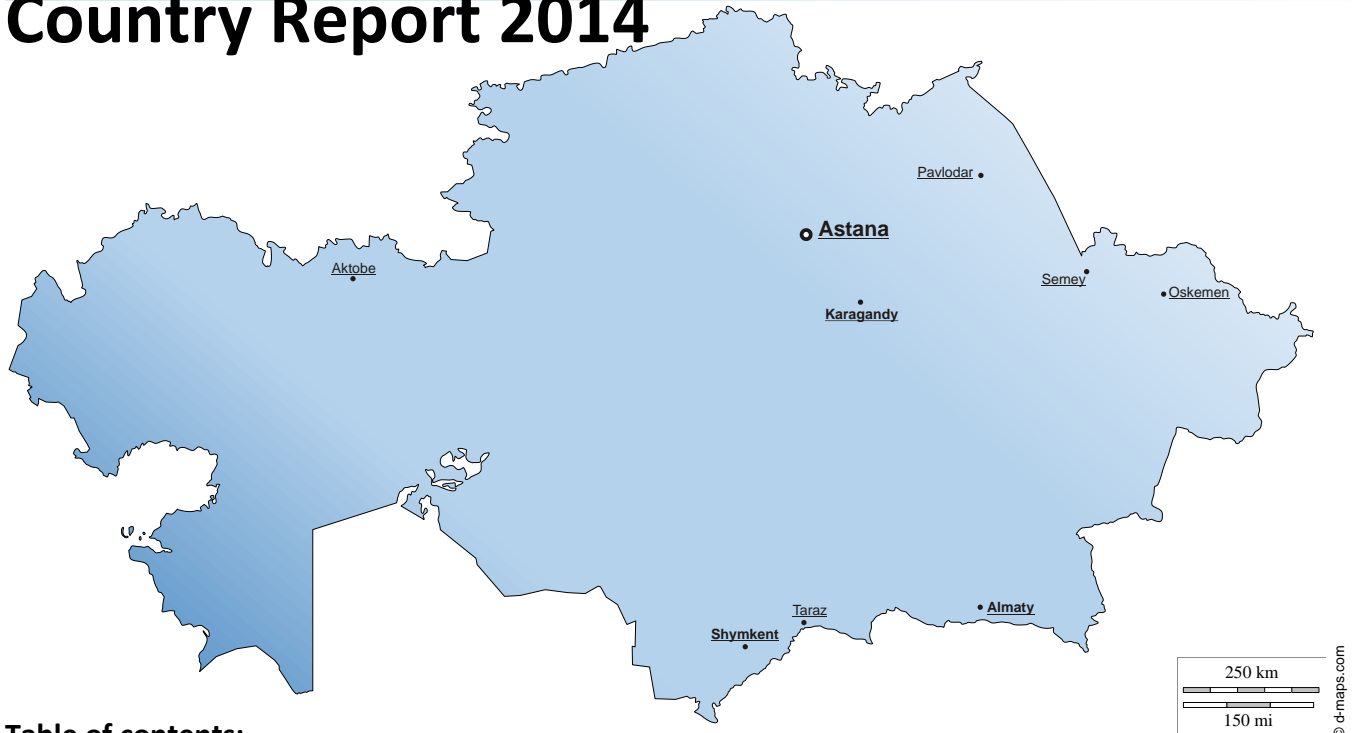 Country Report 2014
Pavlodar
Astana
Aktobe
Semey
Oskemen
Karagandy
Taraz
Almaty
Shymkent
250 km
150 mi
© d-maps.com
Table of contents: